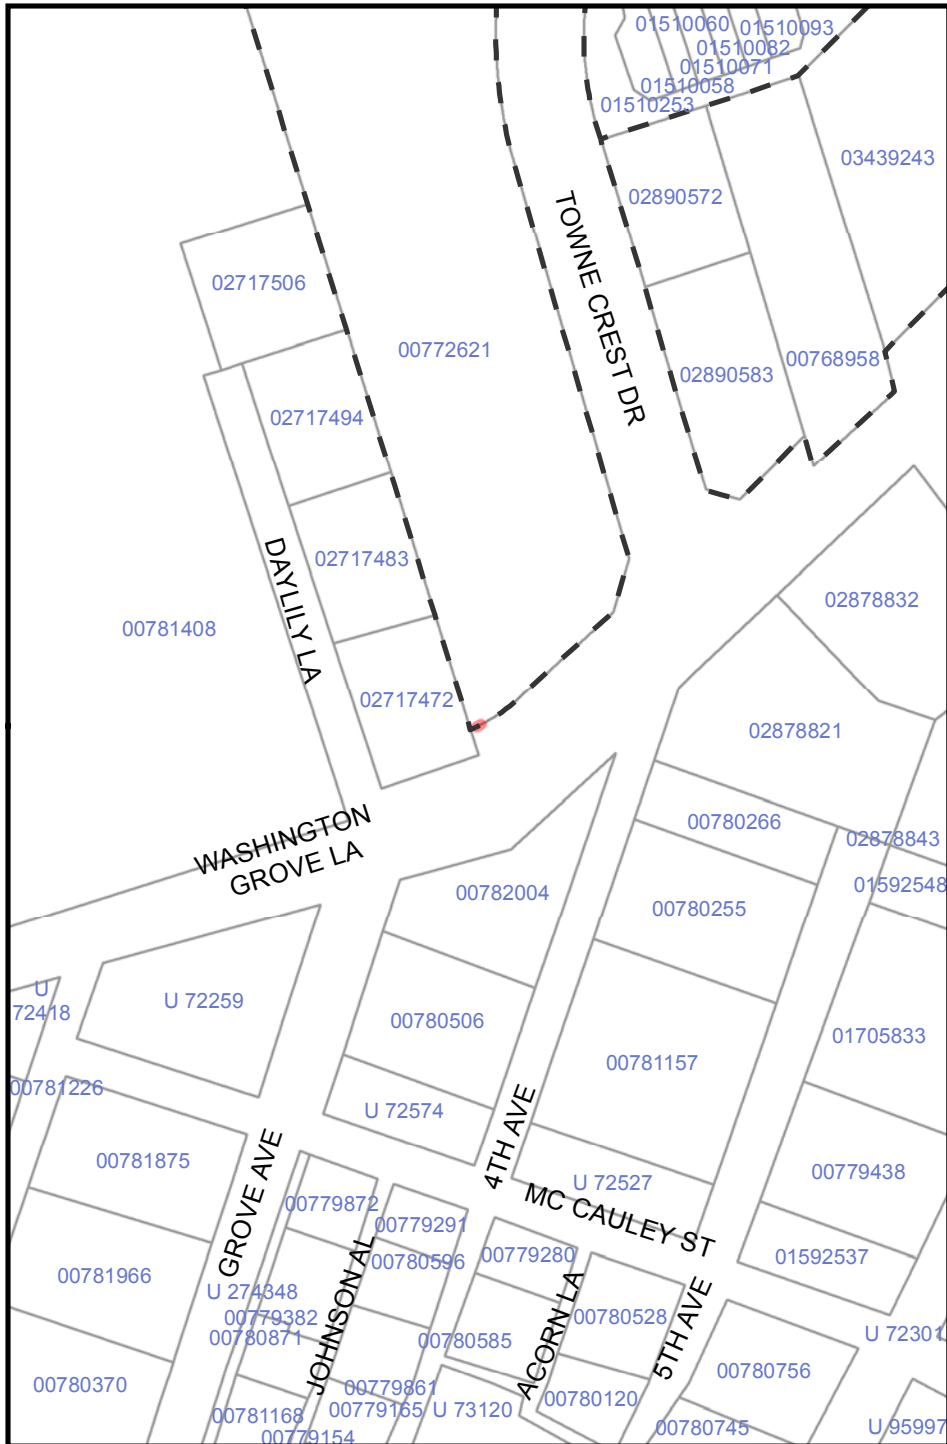 01510060
01510093
01510082
01510071
01510058
01510253
03439243
02890572
TOWNE CREST DR
02717506
00772621
00768958
02890583
02717494
DAYLILY LA
02717483
02878832
00781408
02717472
02878821
WASHINGTON
GROVE LA
00780266
02878843
01592548
00782004
00780255
U
72418
U 72259
00780506
01705833
00781157
00781226
U 72574
4TH AVE
00781875
GROVE AVE
00779438
U 72527
MC CAULEY ST
00779872
00779291
00780596
00779280
01592537
00781966
U 274348
00779382
00780871
JOHNSON AL
00780585
ACORN LA
00780528
5TH AVE
U 72301
00780756
00780370
00779861
00779165
U 73120
00780120
00781168
00779154
00780745
U 95997